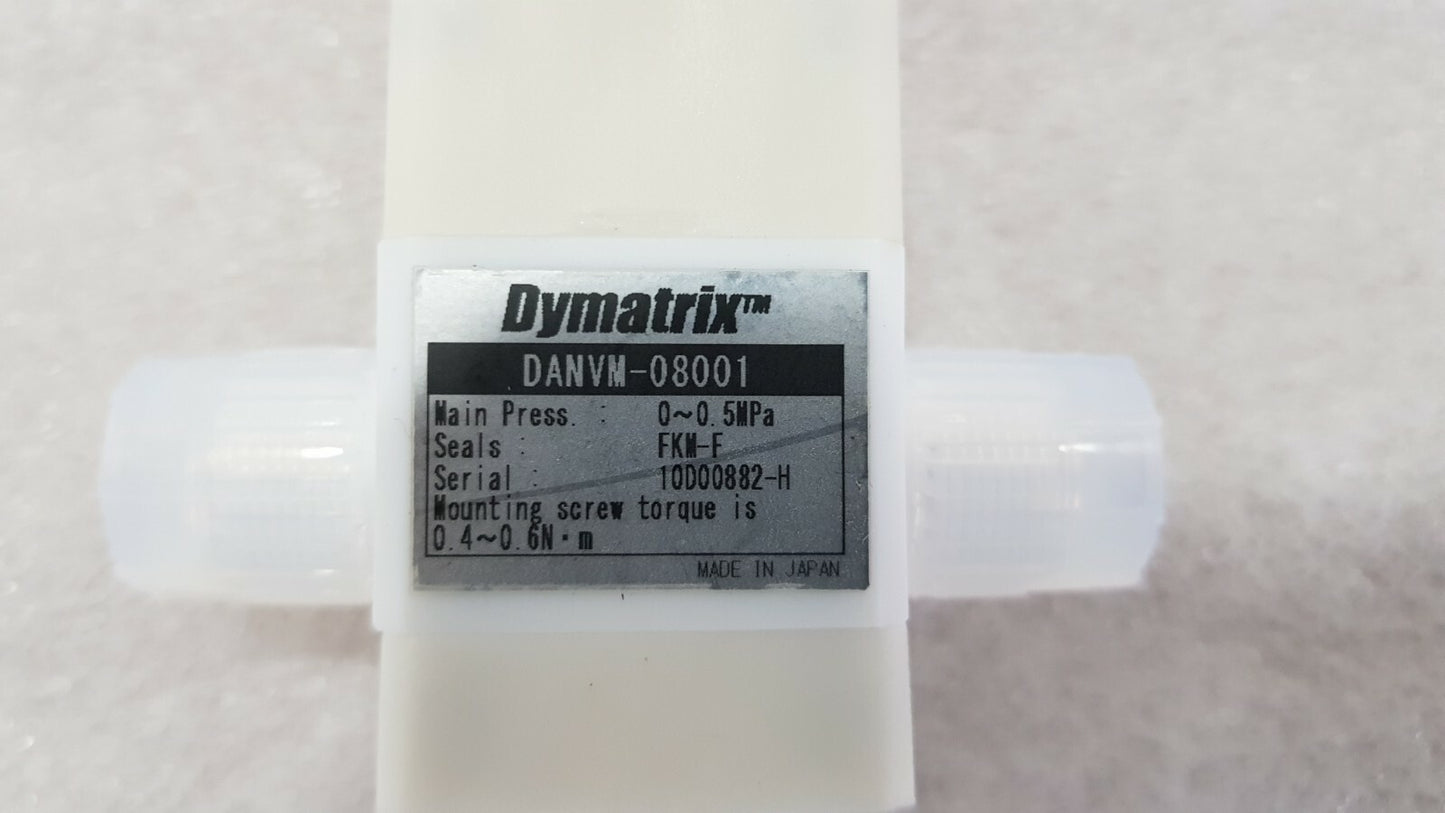 Dymatrix™
DANVM-08001
Main Press. : 0~0.5MPa
Seals : FKM-F
Serial : 10D00882-H
Mounting screw torque is
0.4~0.6N・m
MADE IN JAPAN